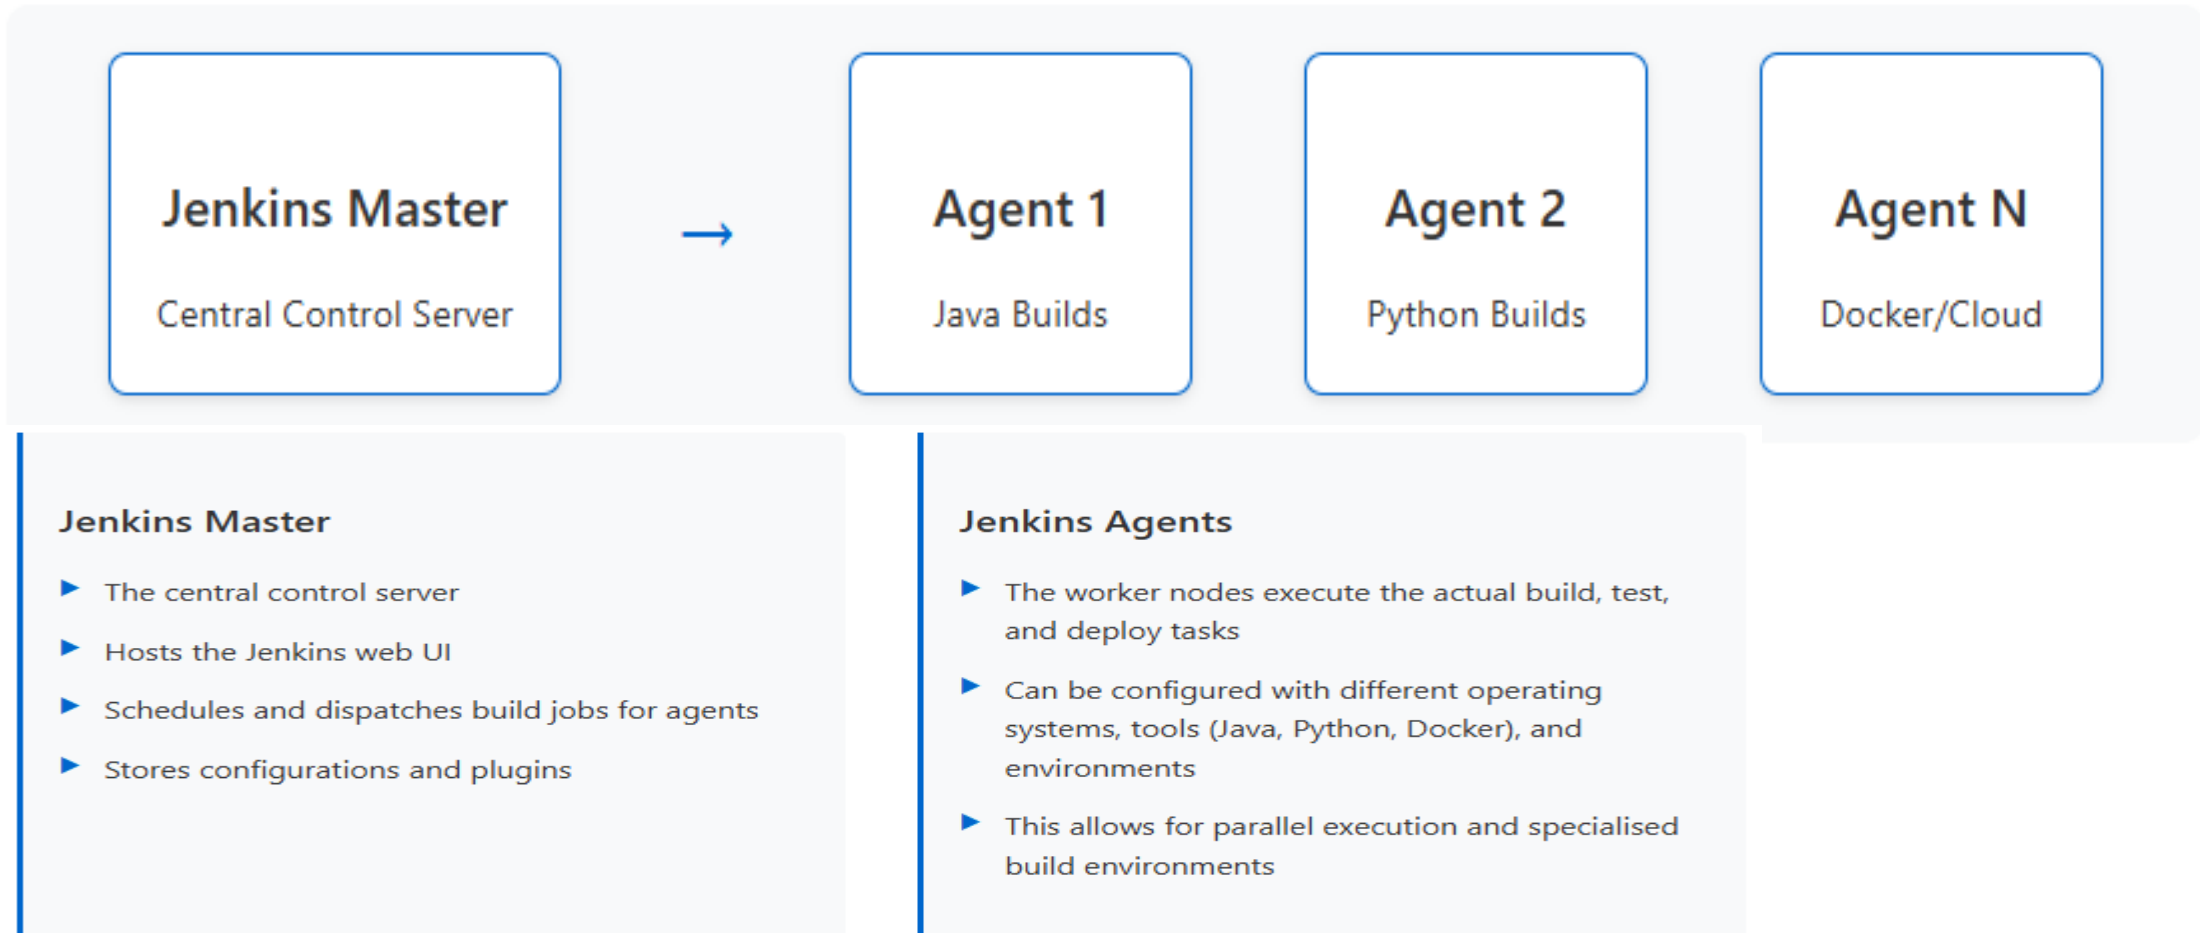 Jenkins Master
Central Control Server
→
Agent 1
Java Builds
Agent 2
Python Builds
Agent N
Docker/Cloud
Jenkins Master
► The central control server
► Hosts the Jenkins web UI
► Schedules and dispatches build jobs for agents
► Stores configurations and plugins
Jenkins Agents
► The worker nodes execute the actual build, test,
and deploy tasks
► Can be configured with different operating
systems, tools (Java, Python, Docker), and
environments
► This allows for parallel execution and specialised
build environments